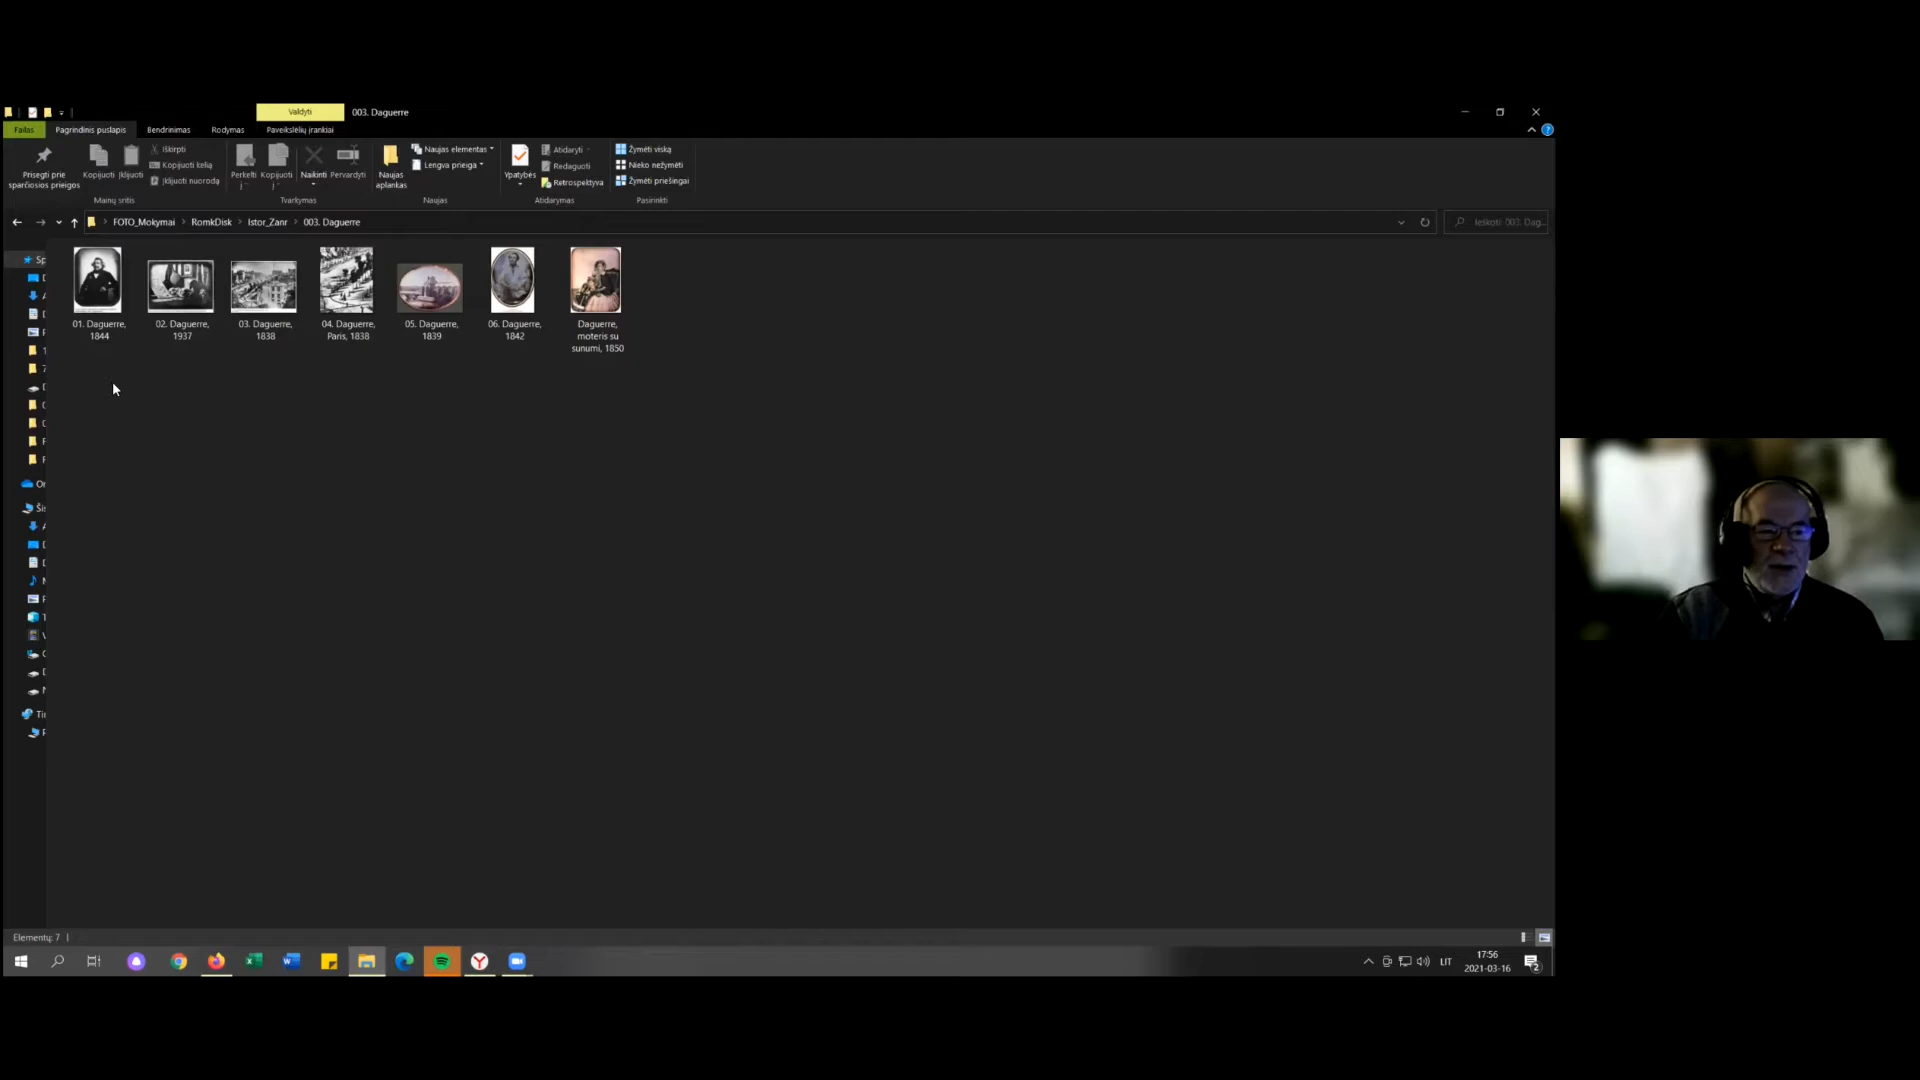 Valdyti
003. Daguerre
Failas
Pagrindinis puslapis
Bendrinimas
Rodymas
Paveikslėlių įrankiai
Prisegti prie
sparčiosios prieigos
Kopijuoti
Įklijuoti
Iškirpti
Kopijuoti kelią
Įklijuoti nuorodą
Mainų sritis
Perkelti
į
Kopijuoti
į
Naikinti
Pervardyti
Tvarkymas
Naujas
aplankas
Naujas elementas
Lengva prieiga
Naujas
Ypatybės
Atidaryti
Redaguoti
Retrospektyva
Atidarymas
Žymėti viską
Nieko nežymėti
Žymėti priešingai
Pasirinkti
FOTO_Mokymai
RomkDisk
Istor_Zanr
003. Daguerre
Ieškoti: 003. Dag...
01. Daguerre,
1844
02. Daguerre,
1937
03. Daguerre,
1838
04. Daguerre,
Paris, 1838
05. Daguerre,
1839
06. Daguerre,
1842
Daguerre,
moteris su
sunumi, 1850
Elementų: 7
LIT
17:56
2021-03-16
2